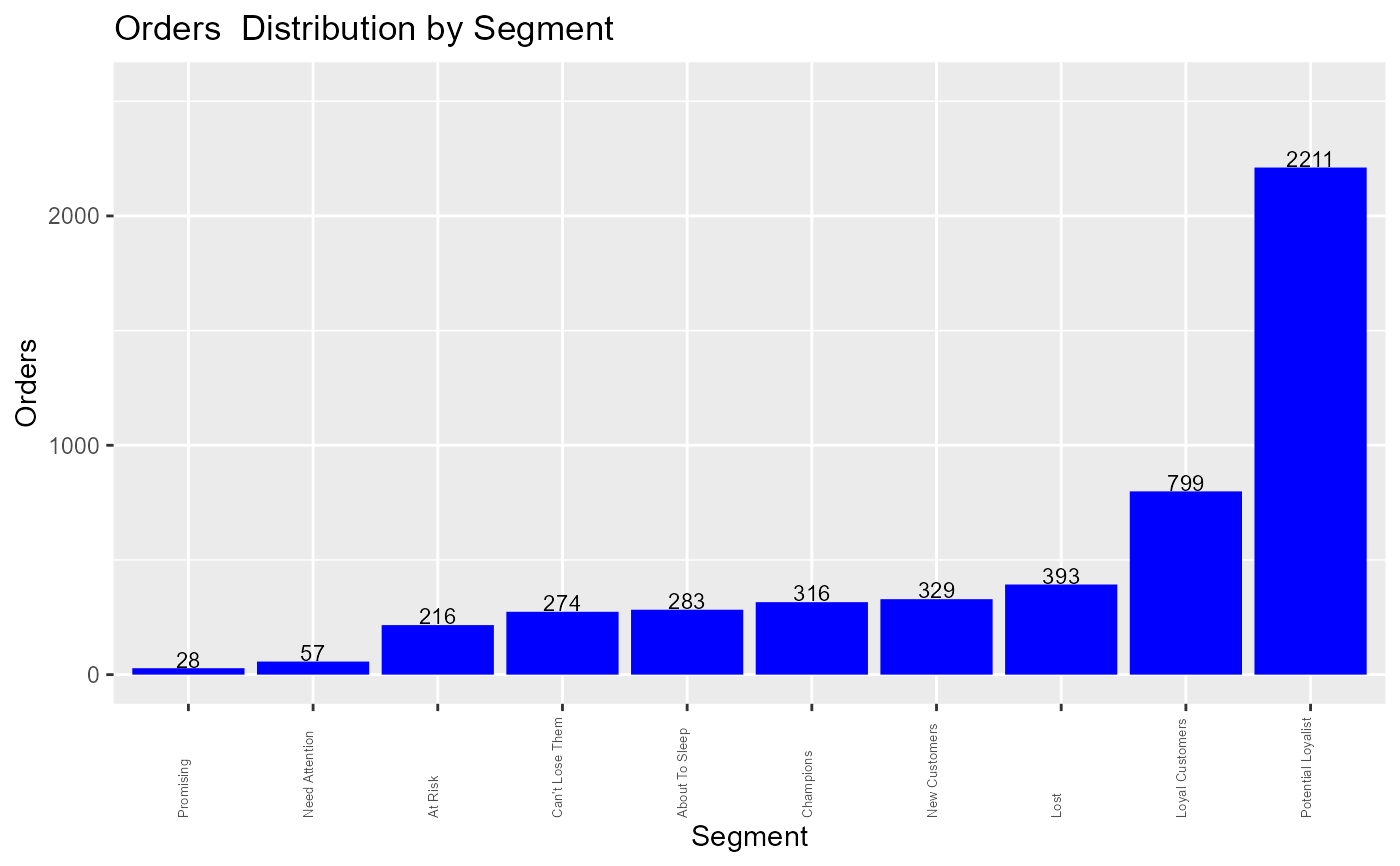 Orders  Distribution by Segment
Orders
2000
1000
0
28
57
216
274
283
316
329
393
799
2211
Promising
Need Attention
At Risk
Can't Lose Them
About To Sleep
Champions
New Customers
Lost
Loyal Customers
Potential Loyalist
Segment